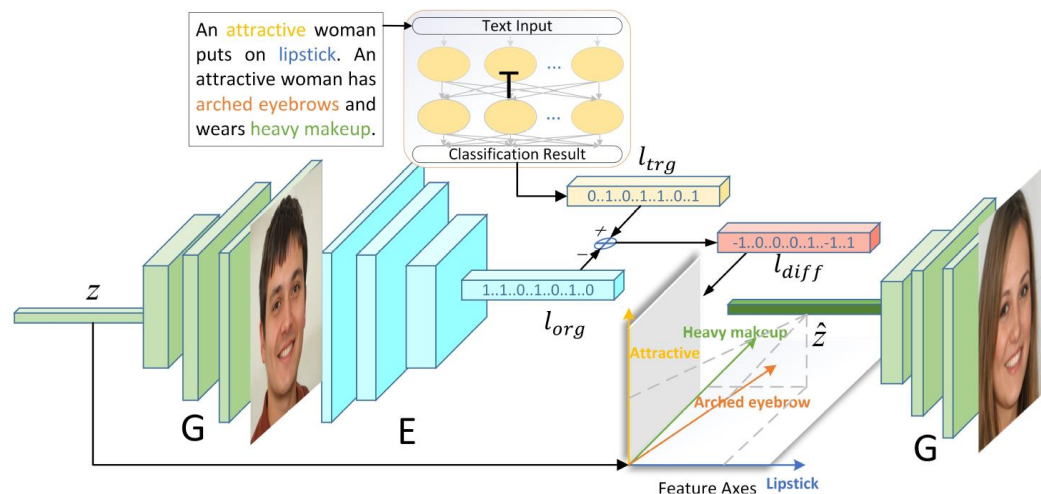 An attractive woman
puts on lipstick. An
attractive woman has
arched eyebrows and
wears heavy makeup.
Text Input
...
T
...
Classification Result
l_trg
0..1..0..1..1..0..1
+
−
-1..0..0..0..1..-1..1
l_diff
1..1..0..1..0..1..0
l_org
z
ẑ
Heavy makeup
Attractive
Arched eyebrow
G
E
G
Lipstick
Feature Axes